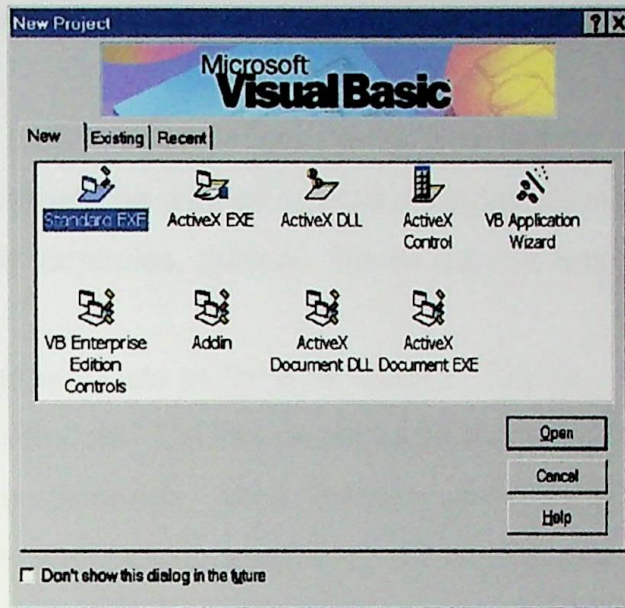 New Project
Microsoft
Visual Basic
New Existing Recent
Standard EXE ActiveX EXE ActiveX DLL ActiveX Control VB Application Wizard
VB Enterprise Edition Controls Addin ActiveX Document DLL ActiveX Document EXE
Open
Cancel
Help
Don't show this dialog in the future